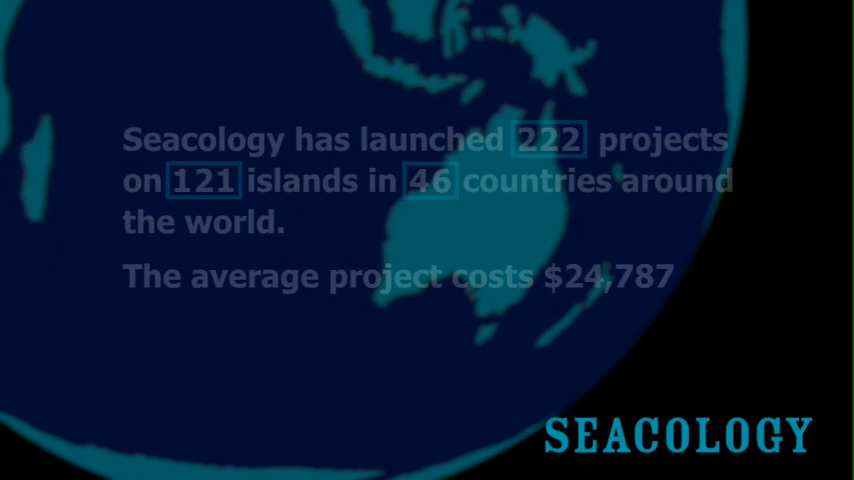 Seacology has launched 222 projects
on 121 islands in 46 countries around
the world.
The average project costs $24,787
SEACOLOGY